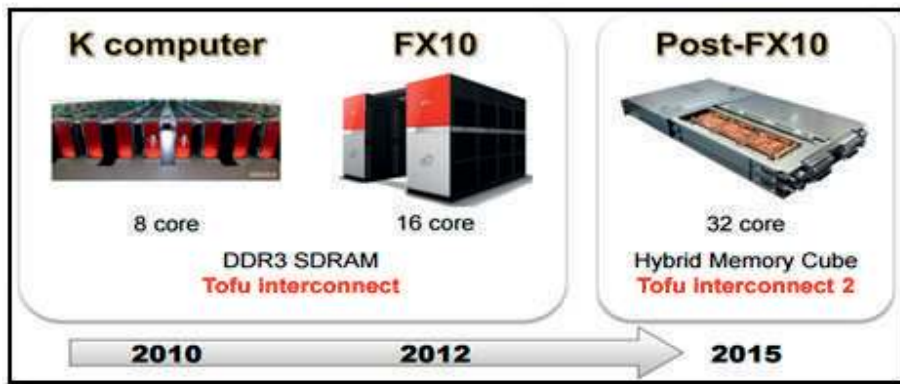 K computer
FX10
Post-FX10
8 core
16 core
32 core
DDR3 SDRAM
Tofu interconnect
Hybrid Memory Cube
Tofu interconnect 2
2010
2012
2015